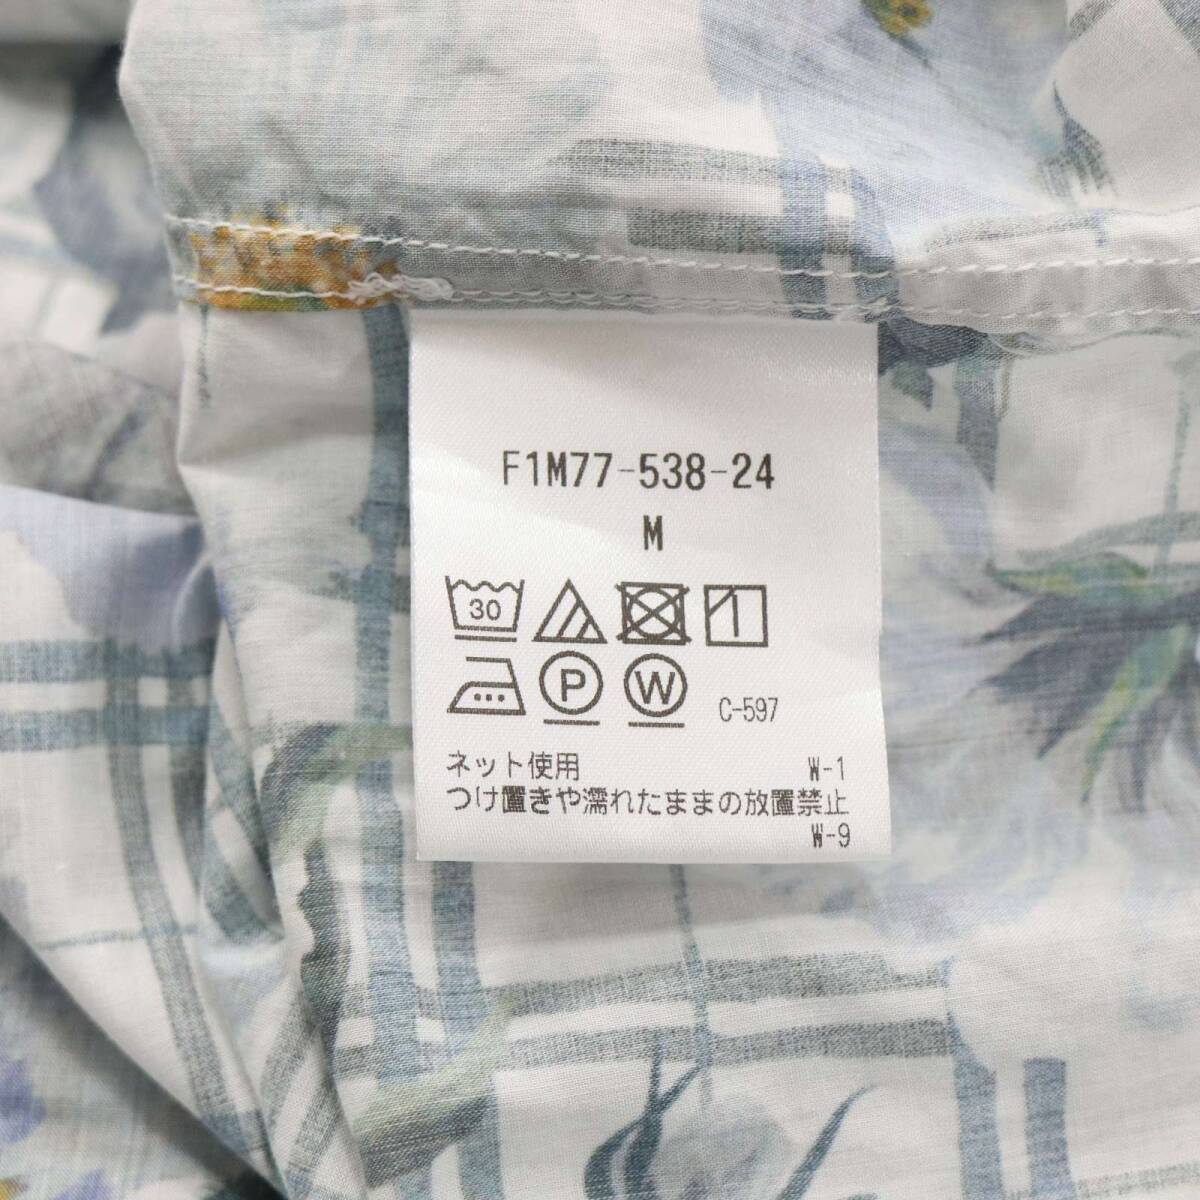 F1M77-538-24
M
30
P W C-597
ネット使用 W-1
つけ置きや濡れたままの放置禁止
W-9